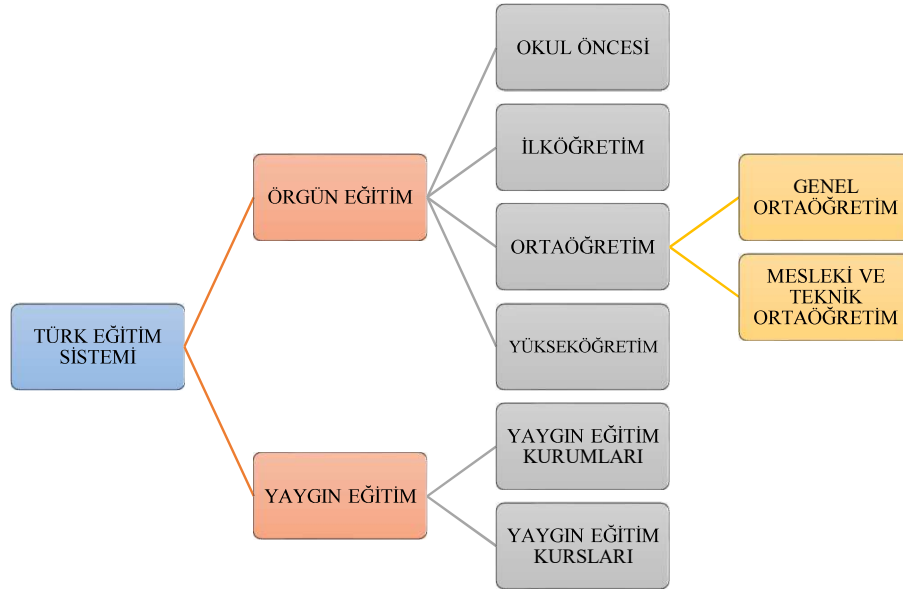 TÜRK EĞİTİM
SİSTEMİ
ÖRGÜN EĞİTİM
OKUL ÖNCESİ
İLKÖĞRETİM
ORTAÖĞRETİM
GENEL
ORTAÖĞRETİM
MESLEKİ VE
TEKNİK
ORTAÖĞRETİM
YÜKSEKÖĞRETİM
YAYGIN EĞİTİM
YAYGIN EĞİTİM
KURUMLARI
YAYGIN EĞİTİM
KURSLARI